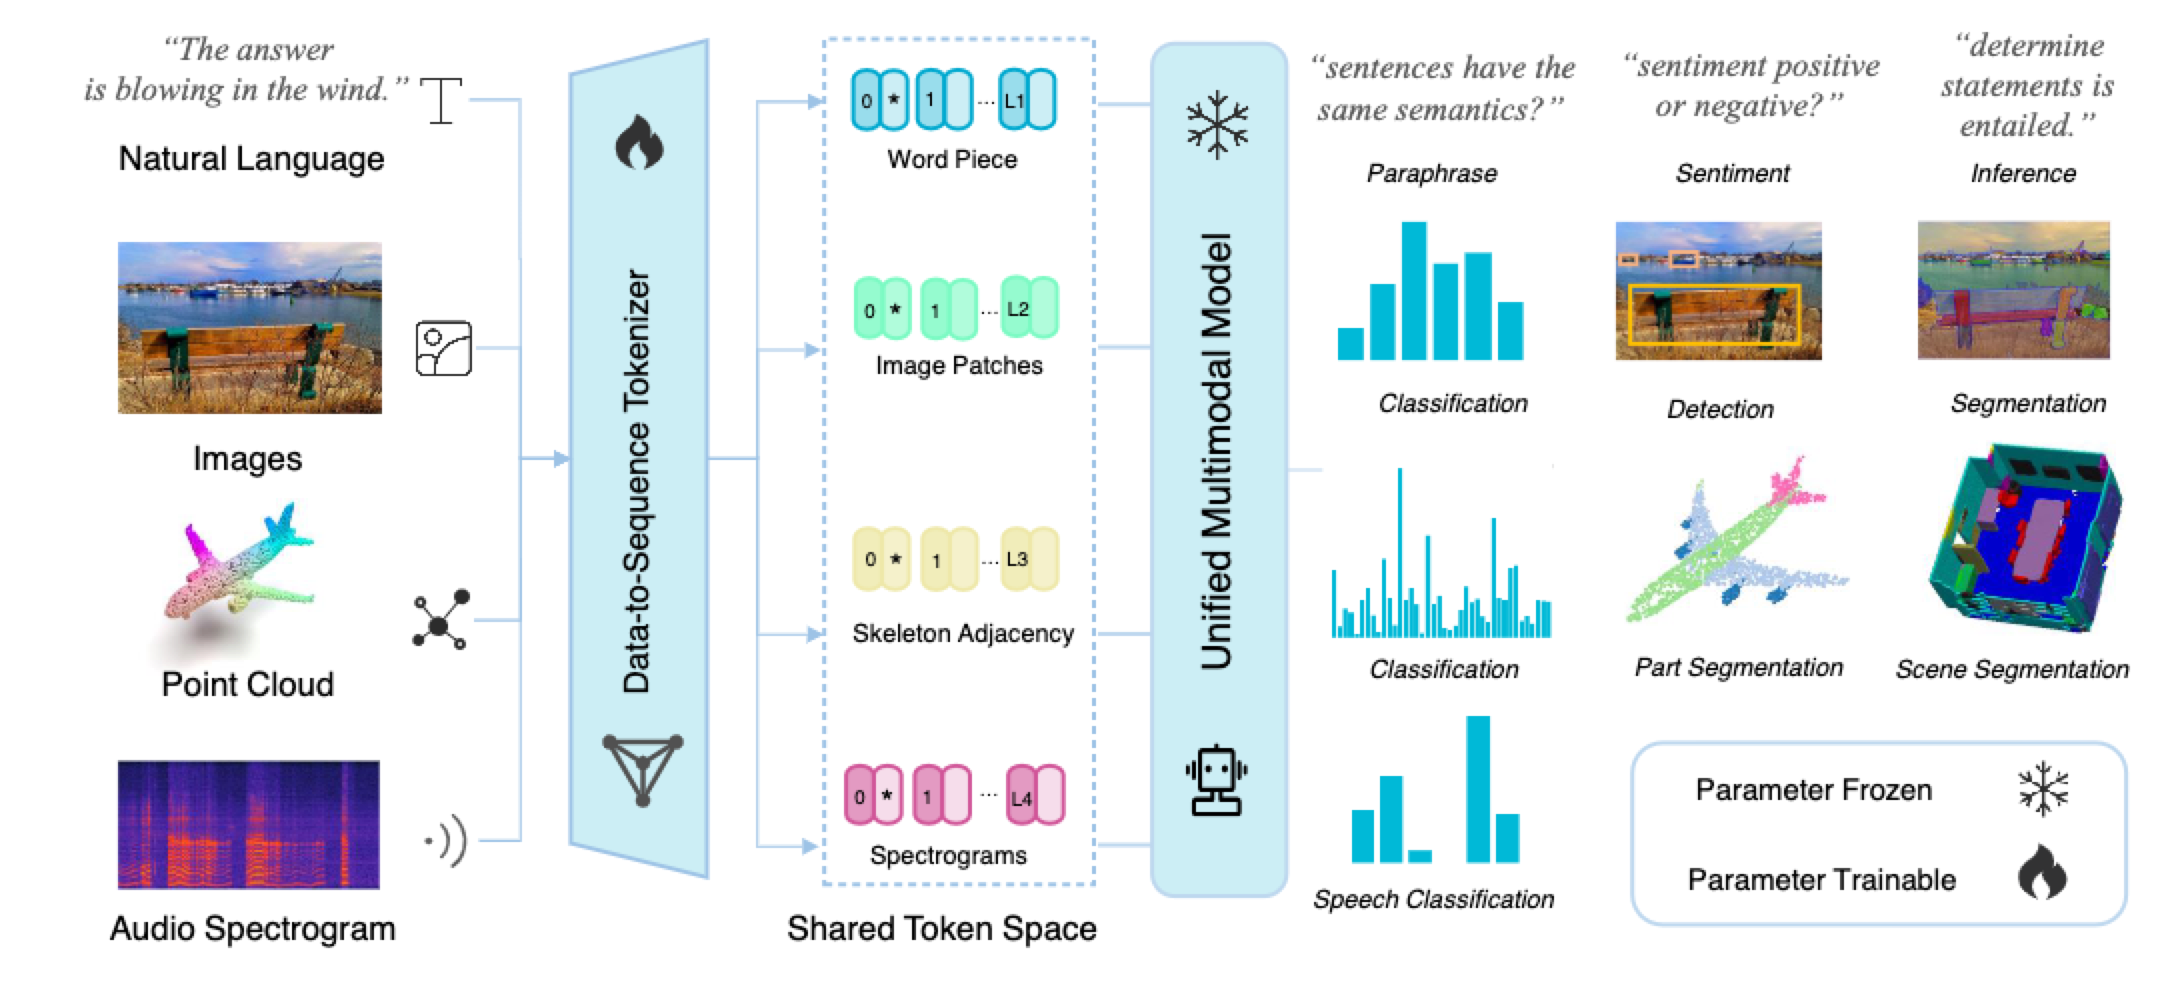 “The answer
is blowing in the wind.”
Natural Language
Images
Point Cloud
Audio Spectrogram
Data-to-Sequence Tokenizer
0 * 1 ... L1
Word Piece
0 * 1 ... L2
Image Patches
0 * 1 ... L3
Skeleton Adjacency
0 * 1 ... L4
Spectrograms
Shared Token Space
Unified Multimodal Model
“sentences have the
same semantics?”
Paraphrase
“sentiment positive
or negative?”
Sentiment
“determine
statements is
entailed.”
Inference
Classification
Detection
Segmentation
Classification
Part Segmentation
Scene Segmentation
Speech Classification
Parameter Frozen
Parameter Trainable